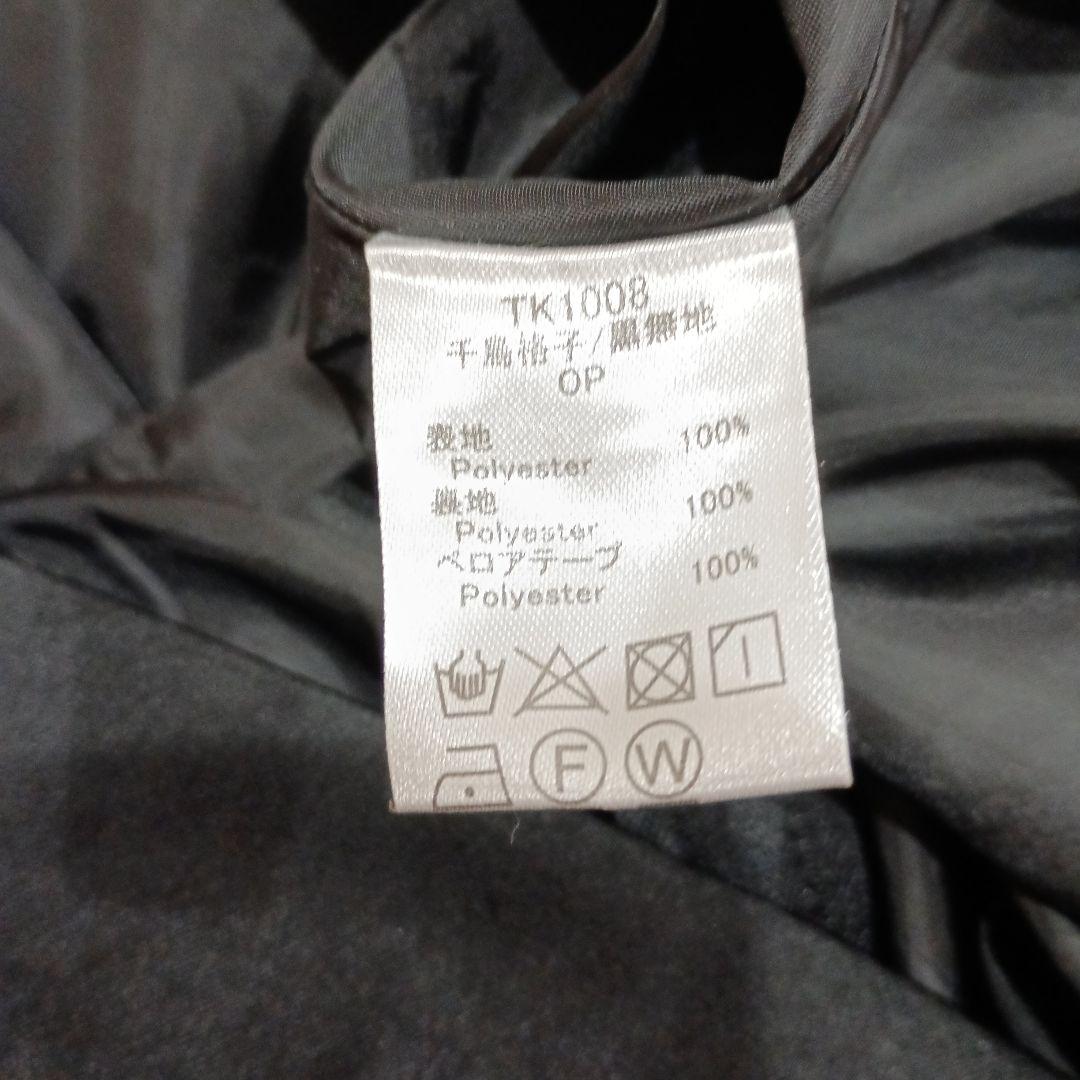 TK1008
千鳥格子/黒無地
OP
表地 100%
Polyester
裏地 100%
Polyester
ベロアテープ 100%
Polyester
F W